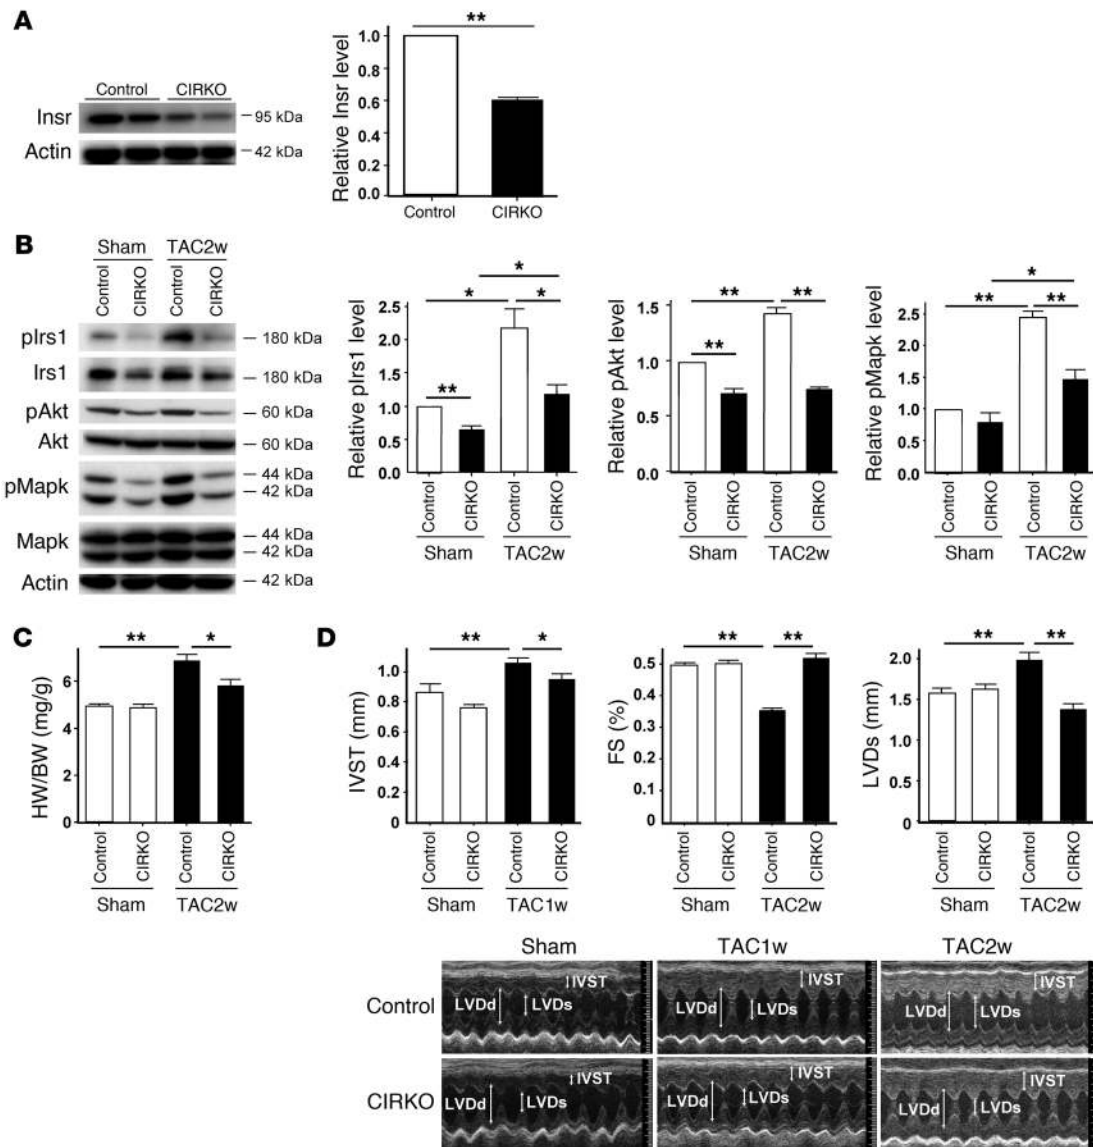 A
Control CIRKO
Insr
95 kDa
Actin
42 kDa
**
Relative Insr level
1.0
0.8
0.6
0.4
0.2
0.0
Control
CIRKO
B
Sham TAC2w
Control
CIRKO
Control
CIRKO
pIrs1
180 kDa
Irs1
180 kDa
pAkt
60 kDa
Akt
60 kDa
pMapk
44 kDa
42 kDa
Mapk
44 kDa
42 kDa
Actin
42 kDa
Relative pIrs1 level
2.5
2.0
1.5
1.0
0.5
0.0
*
* *
**
Control
CIRKO
Control
CIRKO
Sham
TAC2w
Relative pAkt level
1.5
1.0
0.5
0.0
** **
**
Control
CIRKO
Control
CIRKO
Sham
TAC2w
Relative pMapk level
2.5
1.5
0.5
0.0
*
** **
Control
CIRKO
Control
CIRKO
Sham
TAC2w
C
HW/BW (mg/g)
6
4
2
0
** *
Control
CIRKO
Control
CIRKO
Sham
TAC2w
D
IVST (mm)
1.0
0.8
0.6
0.4
0.2
0
** *
Control
CIRKO
Control
CIRKO
Sham
TAC1w
FS (%)
0.5
0.4
0.3
0.2
0.1
0
** **
Control
CIRKO
Control
CIRKO
Sham
TAC2w
LVDs (mm)
2.0
1.5
1.0
0.5
0
** **
Control
CIRKO
Control
CIRKO
Sham
TAC2w
Sham TAC1w TAC2w
Control
IVST
LVDd LVDs
IVST
LVDd LVDs
IVST
LVDd LVDs
CIRKO
IVST
LVDd LVDs
IVST
LVDd LVDs
IVST
LVDd LVDs